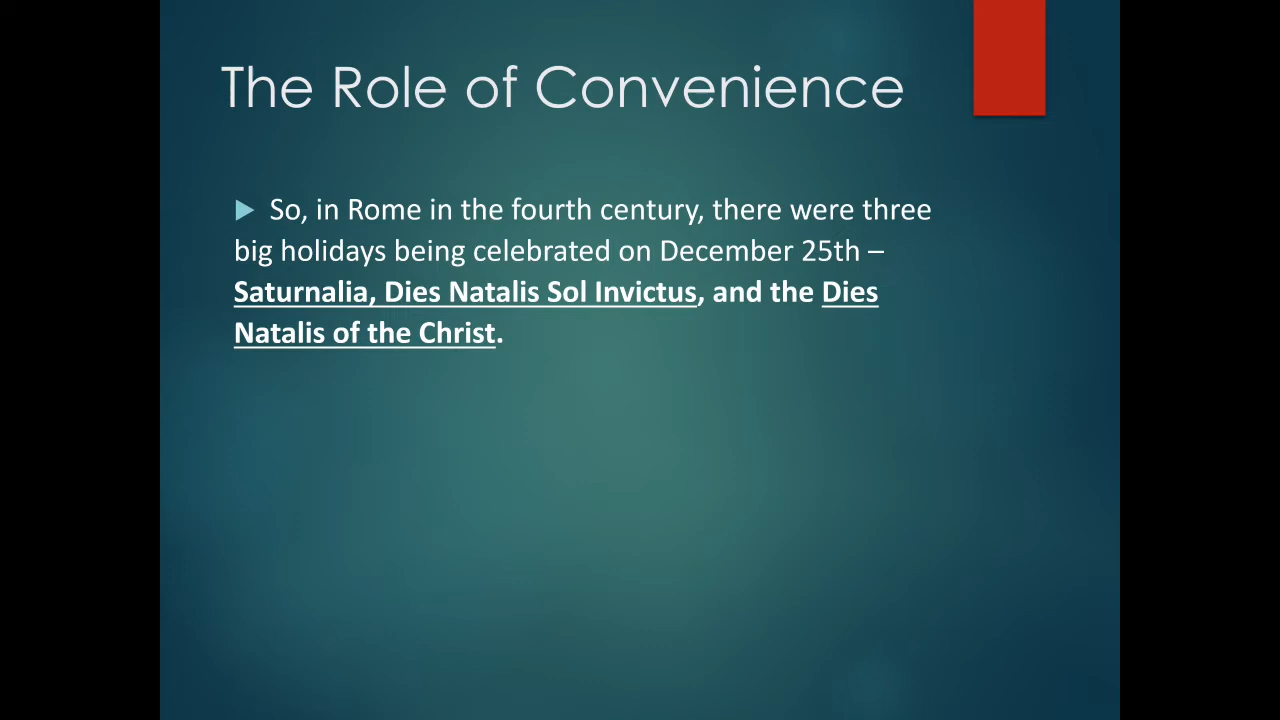 The Role of Convenience
So, in Rome in the fourth century, there were three
big holidays being celebrated on December 25th –
Saturnalia, Dies Natalis Sol Invictus, and the Dies
Natalis of the Christ.